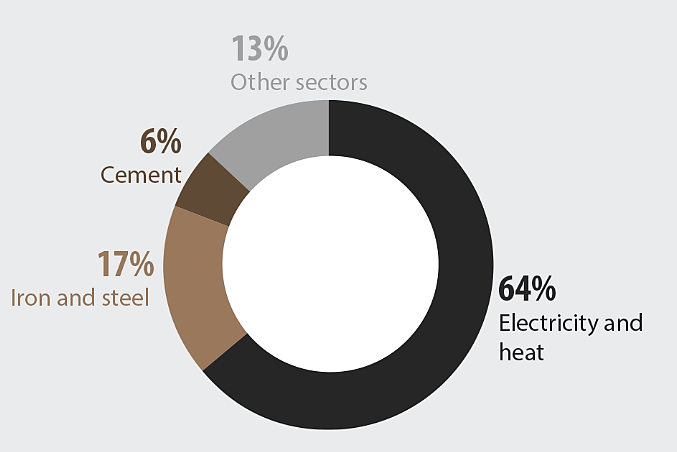 13%
Other sectors
6%
Cement
17%
Iron and steel
64%
Electricity and
heat